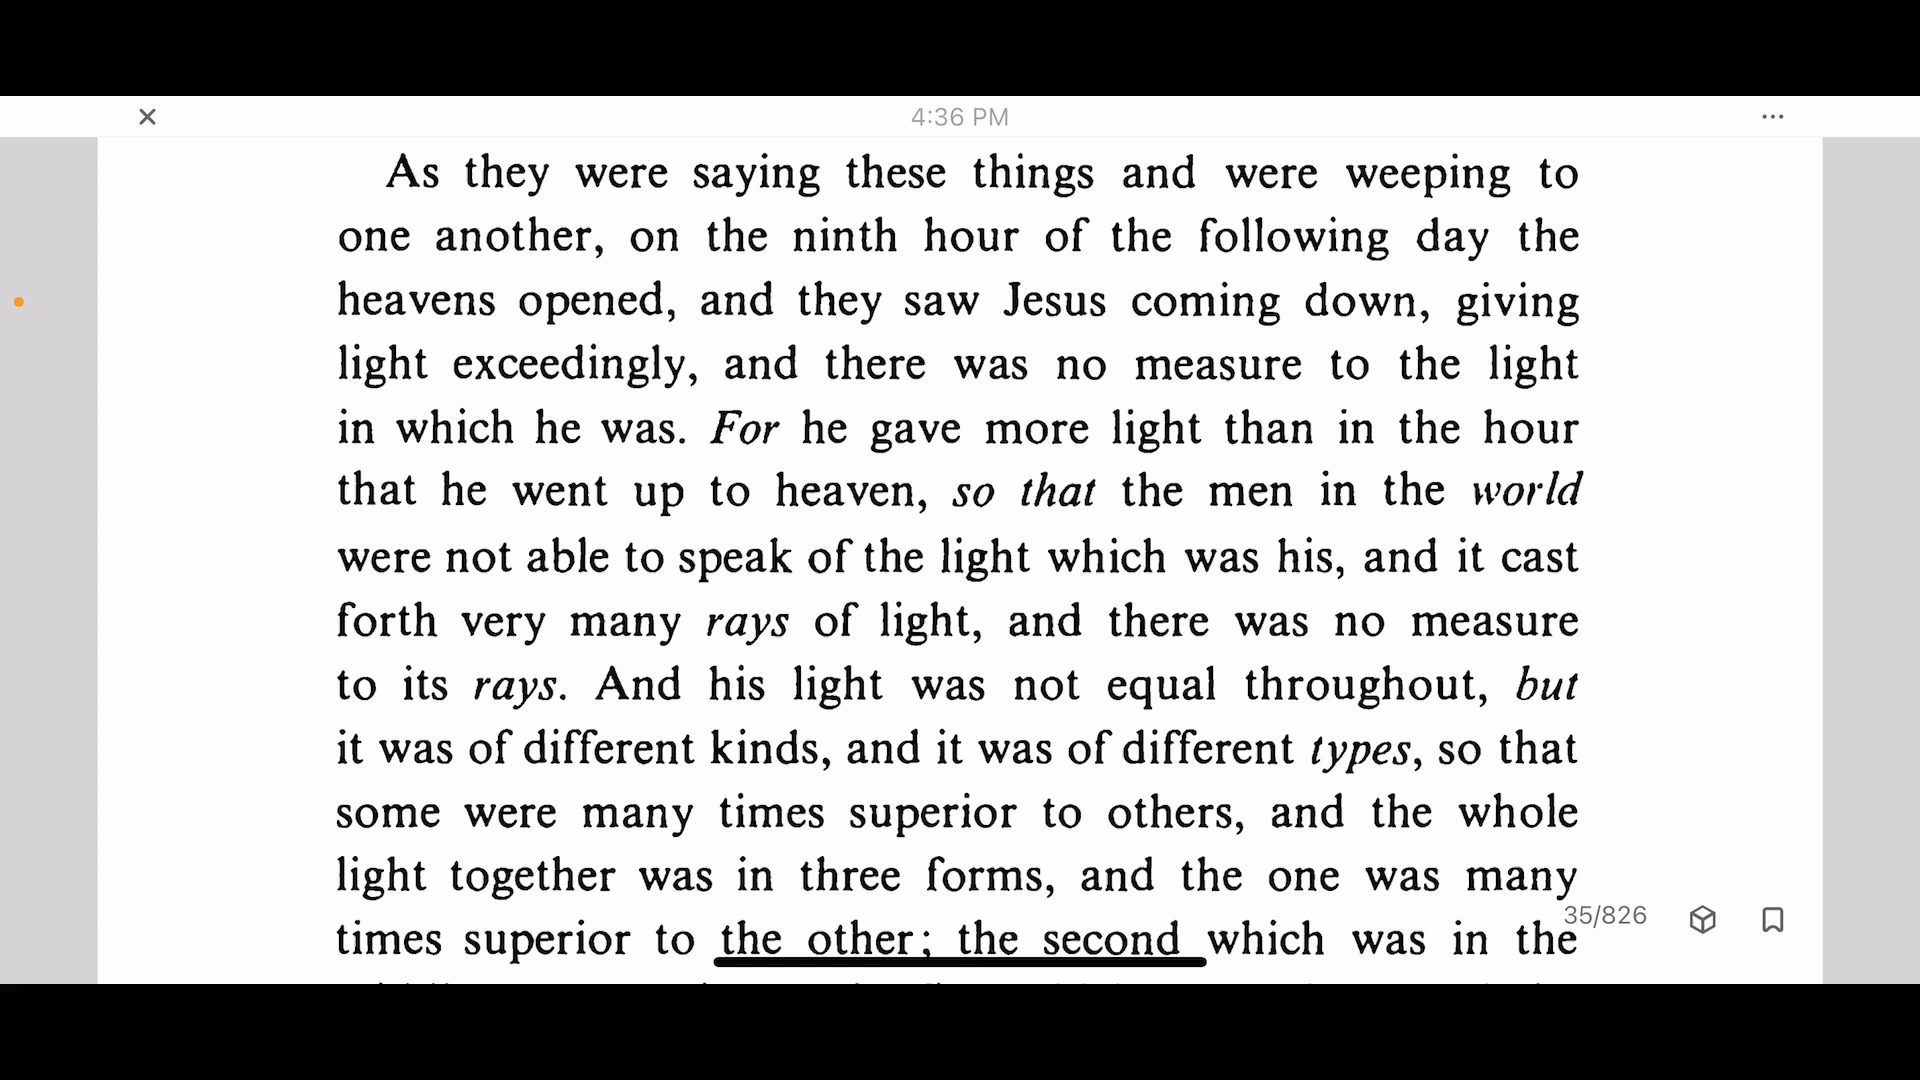 4:36 PM
As they were saying these things and were weeping to
one another, on the ninth hour of the following day the
heavens opened, and they saw Jesus coming down, giving
light exceedingly, and there was no measure to the light
in which he was. For he gave more light than in the hour
that he went up to heaven, so that the men in the world
were not able to speak of the light which was his, and it cast
forth very many rays of light, and there was no measure
to its rays. And his light was not equal throughout, but
it was of different kinds, and it was of different types, so that
some were many times superior to others, and the whole
light together was in three forms, and the one was many
times superior to the other; the second which was in the
35/826